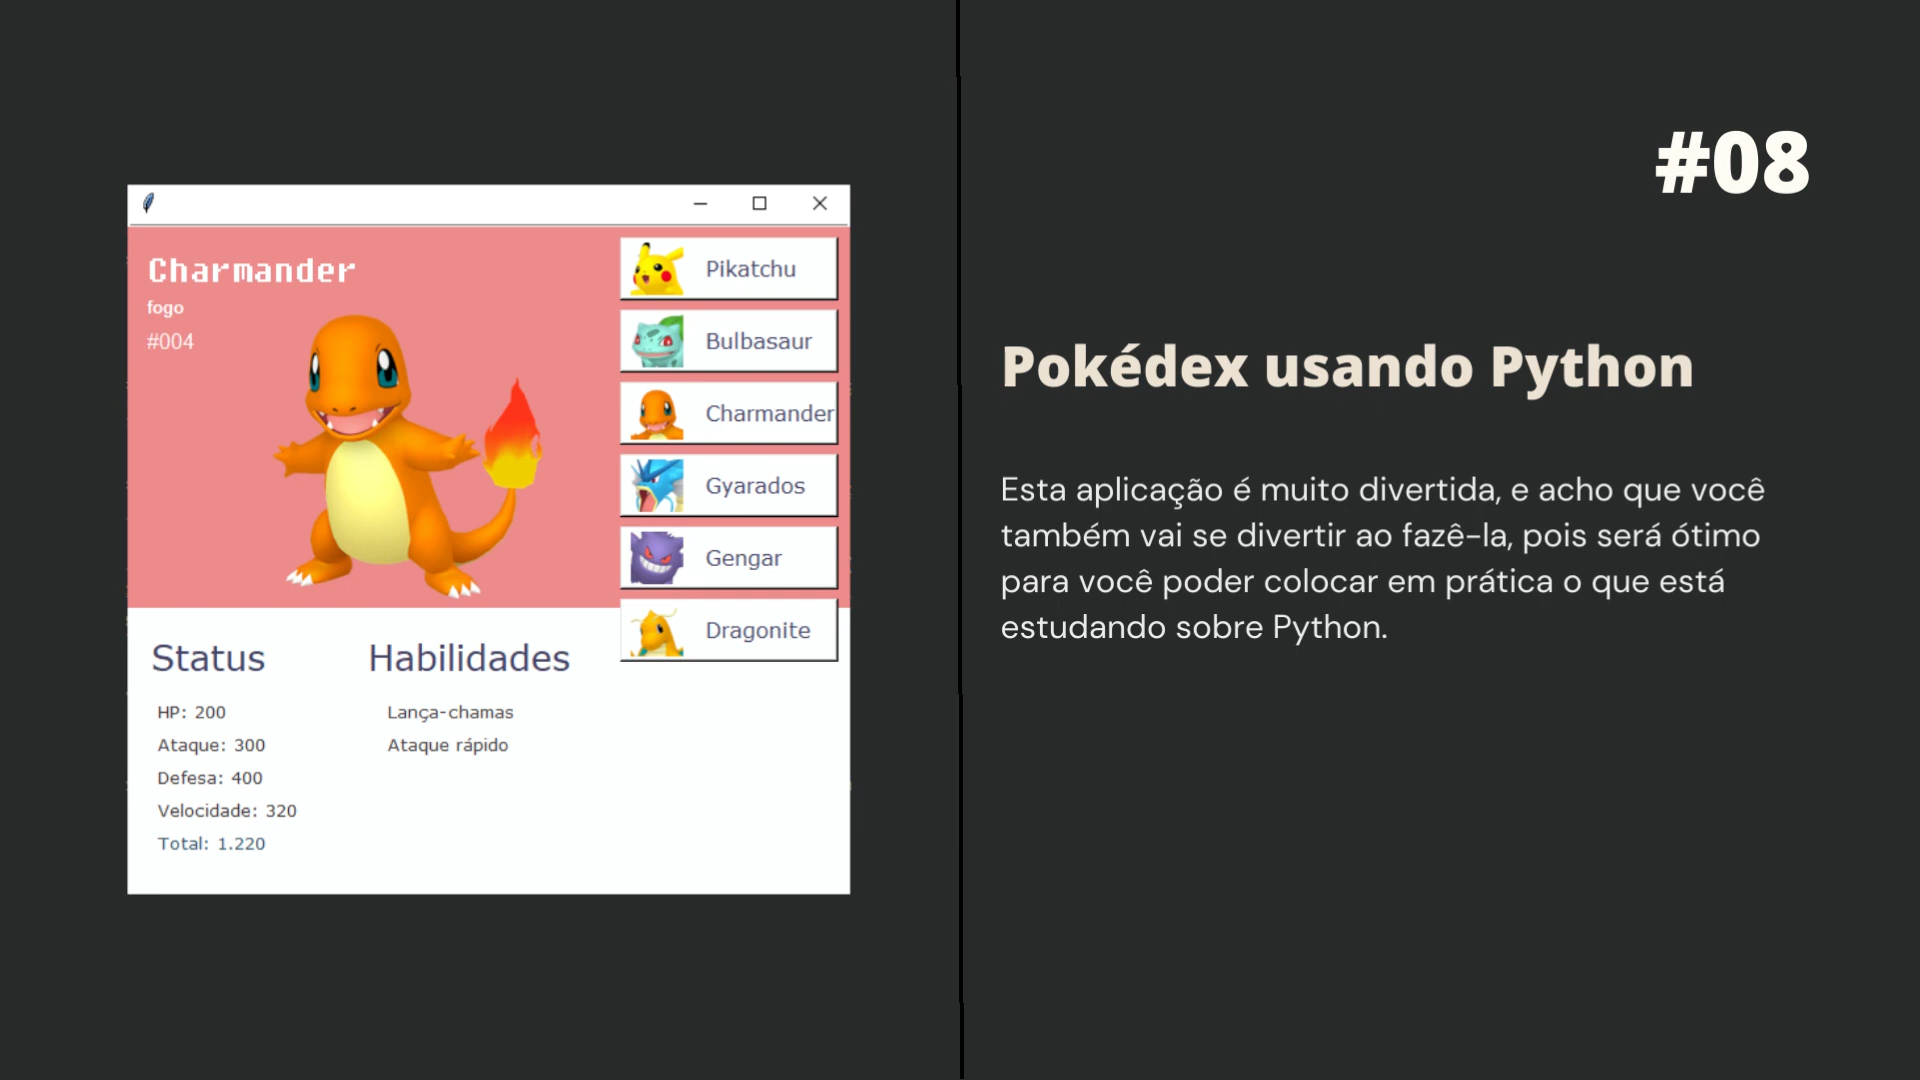 Charmander
fogo
#004
Pikatchu
Bulbasaur
Charmander
Gyarados
Gengar
Dragonite
Status
HP: 200
Ataque: 300
Defesa: 400
Velocidade: 320
Total: 1.220
Habilidades
Lança-chamas
Ataque rápido
#08
Pokédex usando Python
Esta aplicação é muito divertida, e acho que você
também vai se divertir ao fazê-la, pois será ótimo
para você poder colocar em prática o que está
estudando sobre Python.